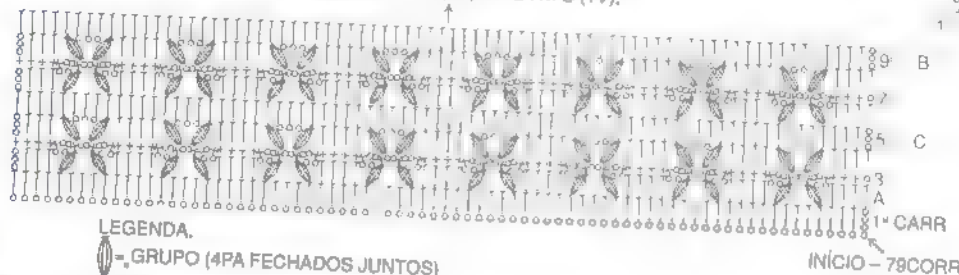 9 B
7
5 C
3
A
1ª CARR
LEGENDA.
=. GRUPO (4PA FECHADOS JUNTOS)
INÍCIO – 79CORR